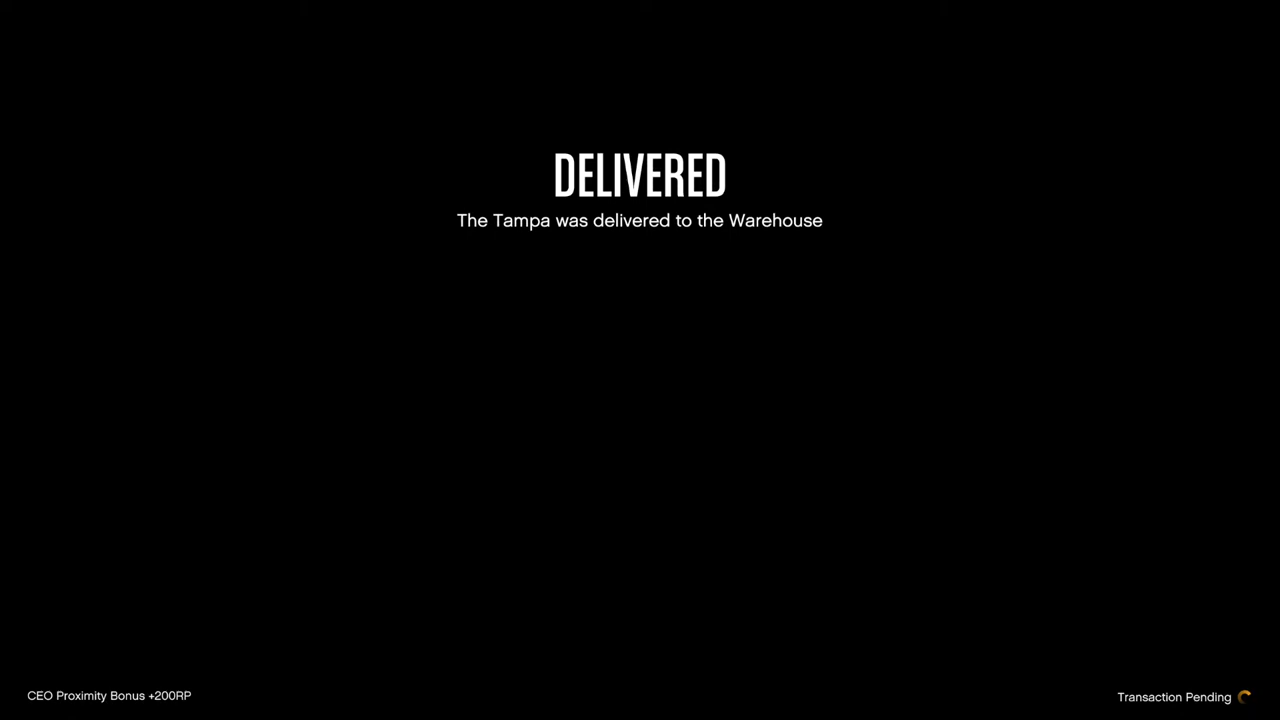 DELIVERED
The Tampa was delivered to the Warehouse
CEO Proximity Bonus +200RP
Transaction Pending